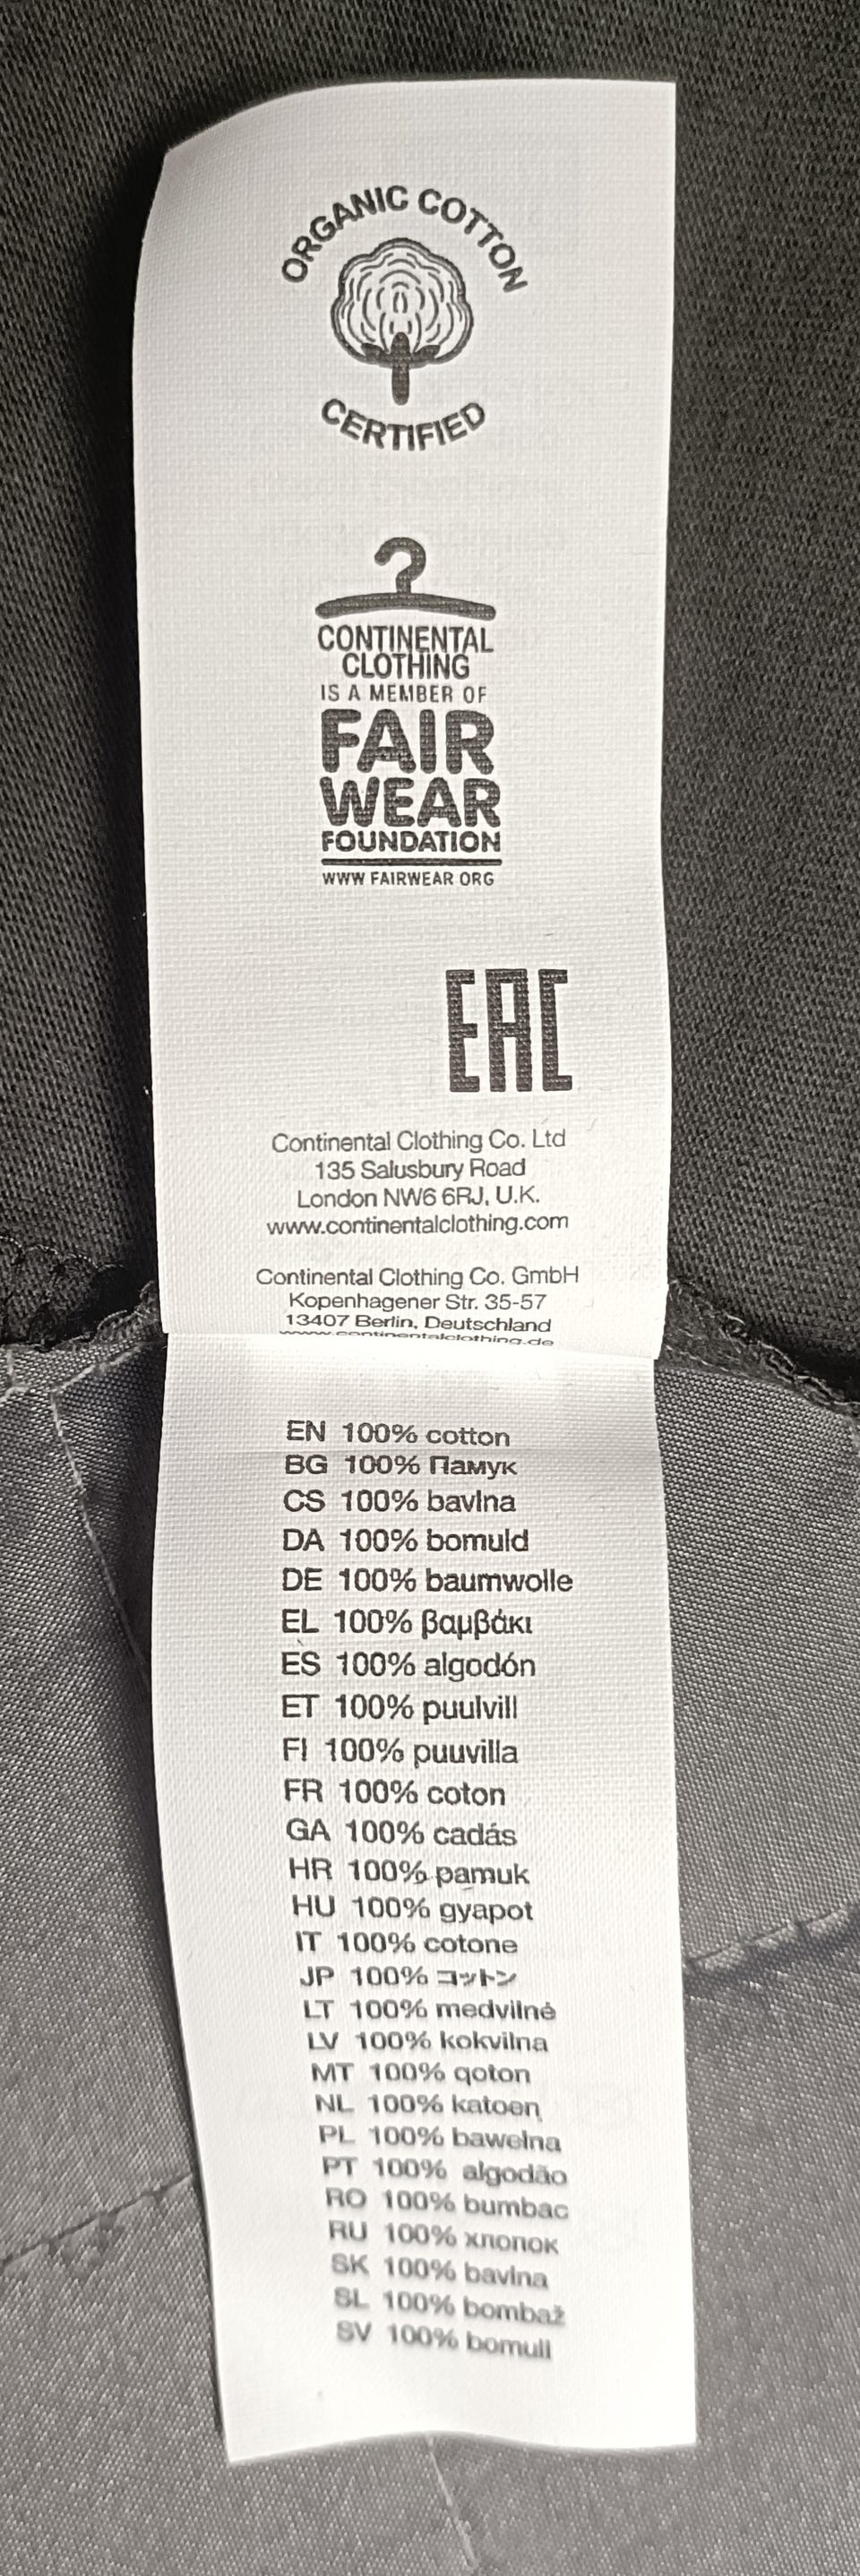 ORGANIC COTTON
CERTIFIED
CONTINENTAL
CLOTHING
IS A MEMBER OF
FAIR
WEAR
FOUNDATION
WWW FAIRWEAR ORG
EAC
Continental Clothing Co. Ltd
135 Salusbury Road
London NW6 6RJ, U.K.
www.continentalclothing.com
Continental Clothing Co. GmbH
Kopenhagener Str. 35-57
13407 Berlin, Deutschland
www.continentalclothing.de
EN 100% cotton
BG 100% Памук
CS 100% bavlna
DA 100% bomuld
DE 100% baumwolle
EL 100% βαμβάκι
ES 100% algodón
ET 100% puulvill
FI 100% puuvilla
FR 100% coton
GA 100% cadás
HR 100% pamuk
HU 100% gyapot
IT 100% cotone
JP 100% コットン
LT 100% medvilnė
LV 100% kokvilna
MT 100% qoton
NL 100% katoen
PL 100% bawełna
PT 100% algodão
RO 100% bumbac
RU 100% хлопок
SK 100% bavlna
SL 100% bombaž
SV 100% bomull